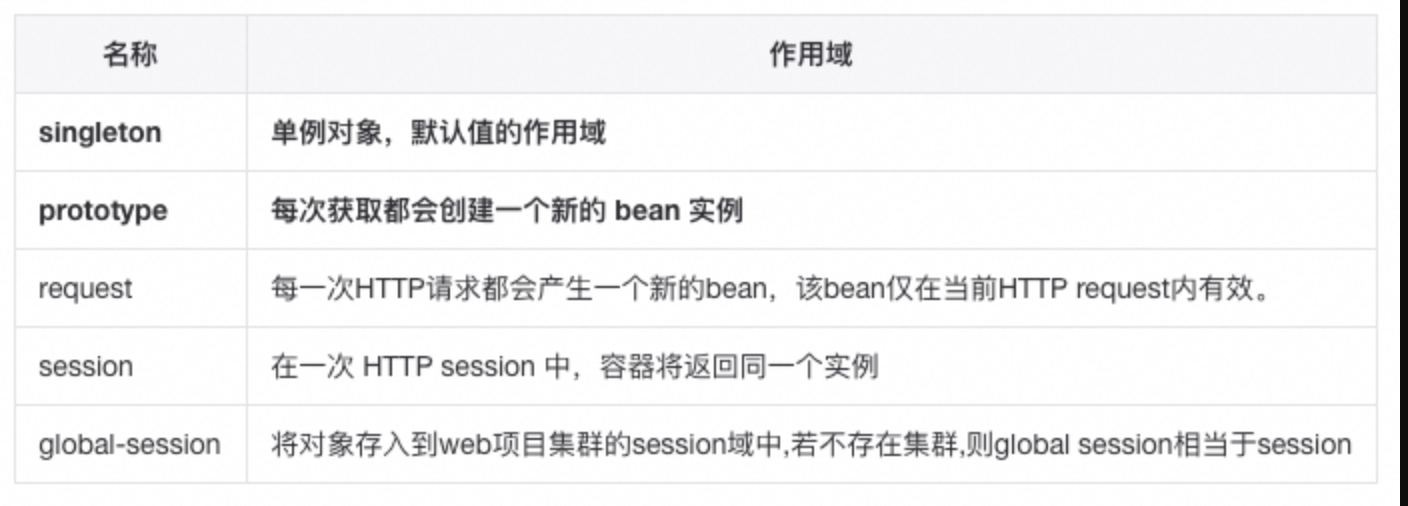 名称 作用域
singleton 单例对象，默认值的作用域
prototype 每次获取都会创建一个新的 bean 实例
request 每一次HTTP请求都会产生一个新的bean，该bean仅在当前HTTP request内有效。
session 在一次 HTTP session 中，容器将返回同一个实例
global-session 将对象存入到web项目集群的session域中,若不存在集群,则global session相当于session